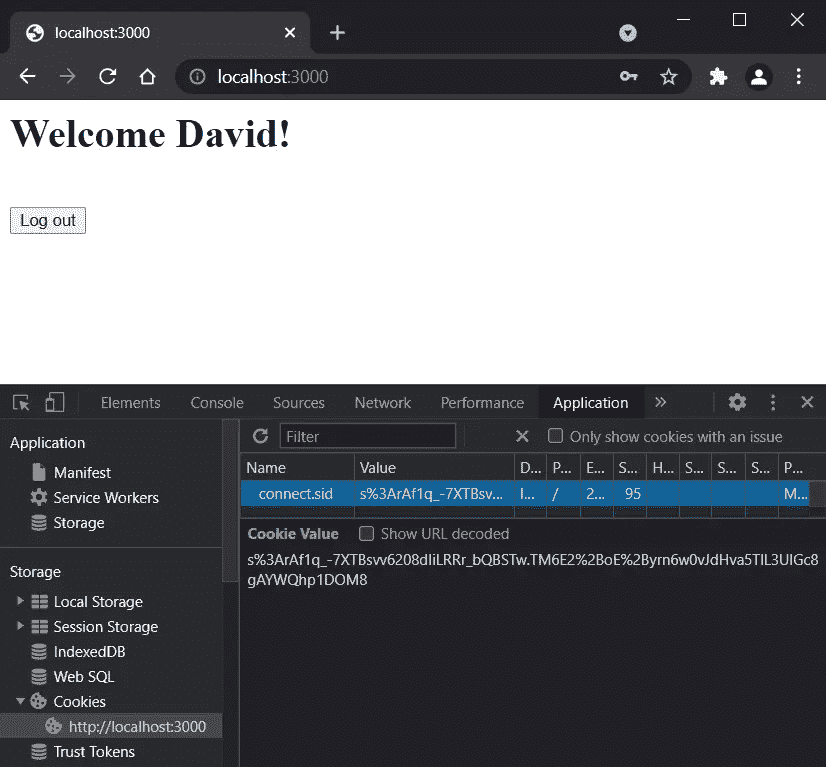 localhost:3000
localhost:3000
Welcome David!
Log out
Elements Console Sources Network Performance Application
Application
Manifest
Service Workers
Storage
Storage
Local Storage
Session Storage
IndexedDB
Web SQL
Cookies
http://localhost:3000
Trust Tokens
Filter Only show cookies with an issue
Name Value D... P... E... S... H... S... S... S... P...
connect.sid s%3ArAf1q_-7XTBsv... l... / 2... 95 M...
Cookie Value Show URL decoded
s%3ArAf1q_-7XTBsvv6208dIiLRRr_bQBSTw.TM6E2%2BoE%2Byrn6w0vJdHva5TIL3UIGc8
gAYWQhp1DOM8